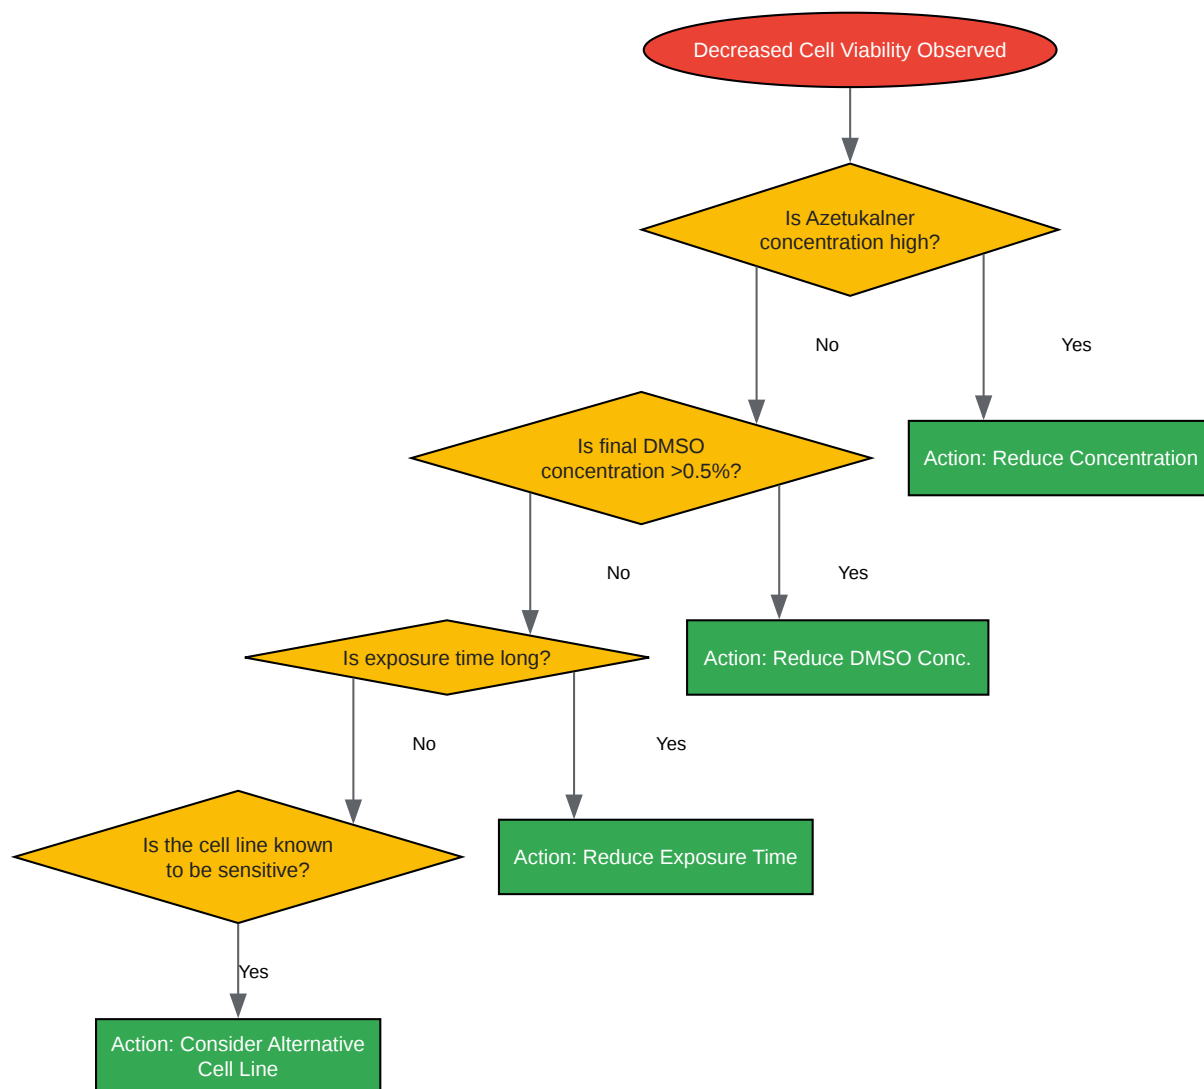 Decreased Cell Viability Observed
Is Azetukalner
concentration high?
No
Yes
Is final DMSO
concentration >0.5%?
Action: Reduce Concentration
No
Yes
Is exposure time long?
Action: Reduce DMSO Conc.
No
Yes
Is the cell line known
to be sensitive?
Action: Reduce Exposure Time
Yes
Action: Consider Alternative
Cell Line